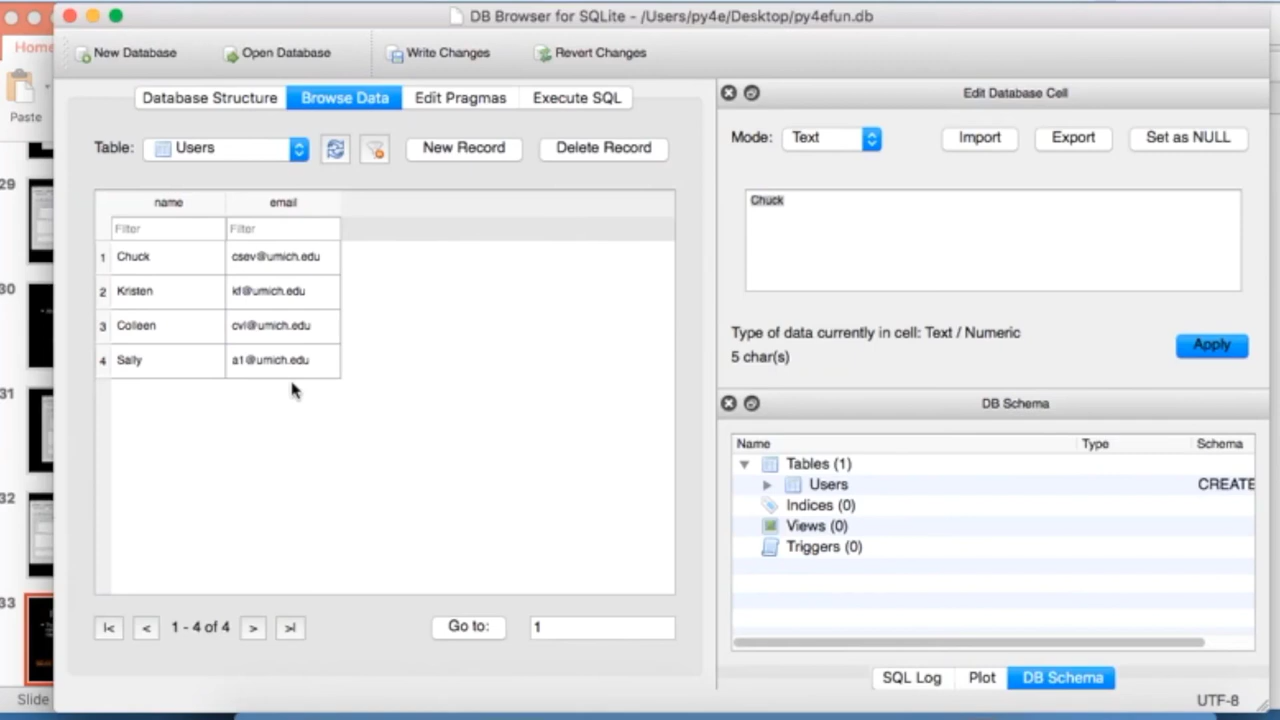 DB Browser for SQLite - /Users/py4e/Desktop/py4efun.db
Home
New Database Open Database Write Changes Revert Changes
Paste
Database Structure Browse Data Edit Pragmas Execute SQL
Table: Users New Record Delete Record
name email
Filter Filter
1 Chuck csev@umich.edu
2 Kristen kf@umich.edu
3 Colleen cvl@umich.edu
4 Sally a1@umich.edu
|< < 1 - 4 of 4 > >| Go to: 1
Edit Database Cell
Mode: Text Import Export Set as NULL
Chuck
Type of data currently in cell: Text / Numeric
5 char(s)
Apply
DB Schema
Name Type Schema
Tables (1)
Users CREATE
Indices (0)
Views (0)
Triggers (0)
SQL Log Plot DB Schema
UTF-8
29
30
31
32
33
Slide